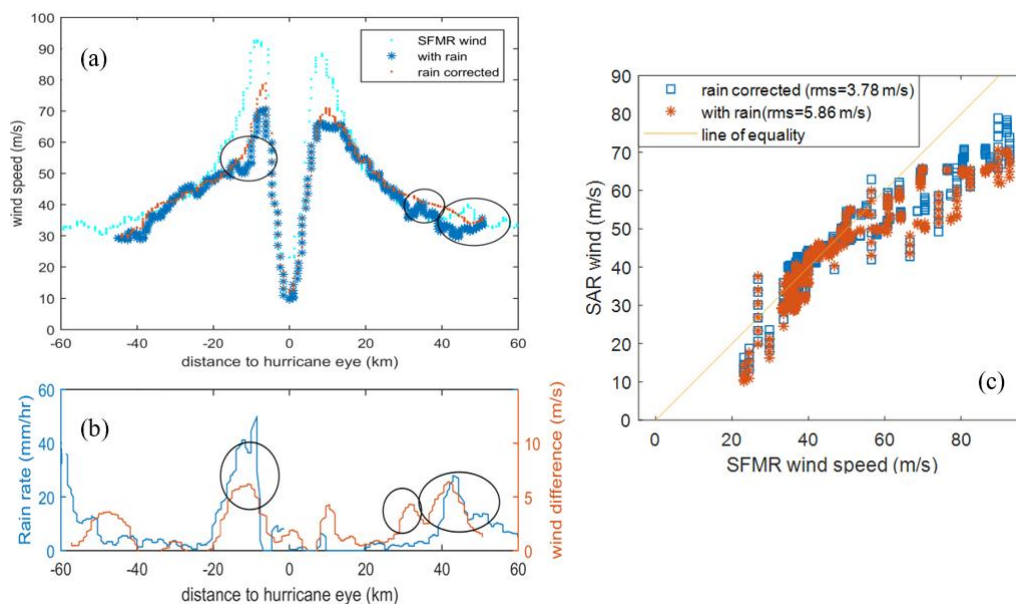 (a)
SFMR wind
with rain
rain corrected
100
90
80
70
60
50
40
30
20
10
0
wind speed (m/s)
-60 -40 -20 0 20 40 60
distance to hurricane eye (km)
(b)
60
40
20
0
Rain rate (mm/hr)
10
5
0
wind difference (m/s)
-60 -40 -20 0 20 40 60
distance to hurricane eye (km)
rain corrected (rms=3.78 m/s)
with rain(rms=5.86 m/s)
line of equality
90
80
70
60
50
40
30
20
10
0
SAR wind (m/s)
(c)
0 20 40 60 80
SFMR wind speed (m/s)